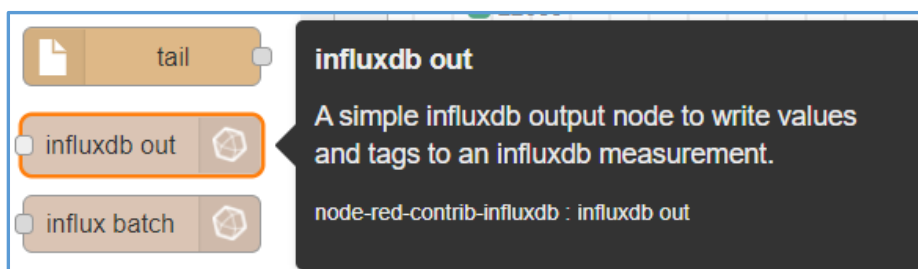 tail
influxdb out
influx batch
influxdb out
A simple influxdb output node to write values
and tags to an influxdb measurement.
node-red-contrib-influxdb : influxdb out